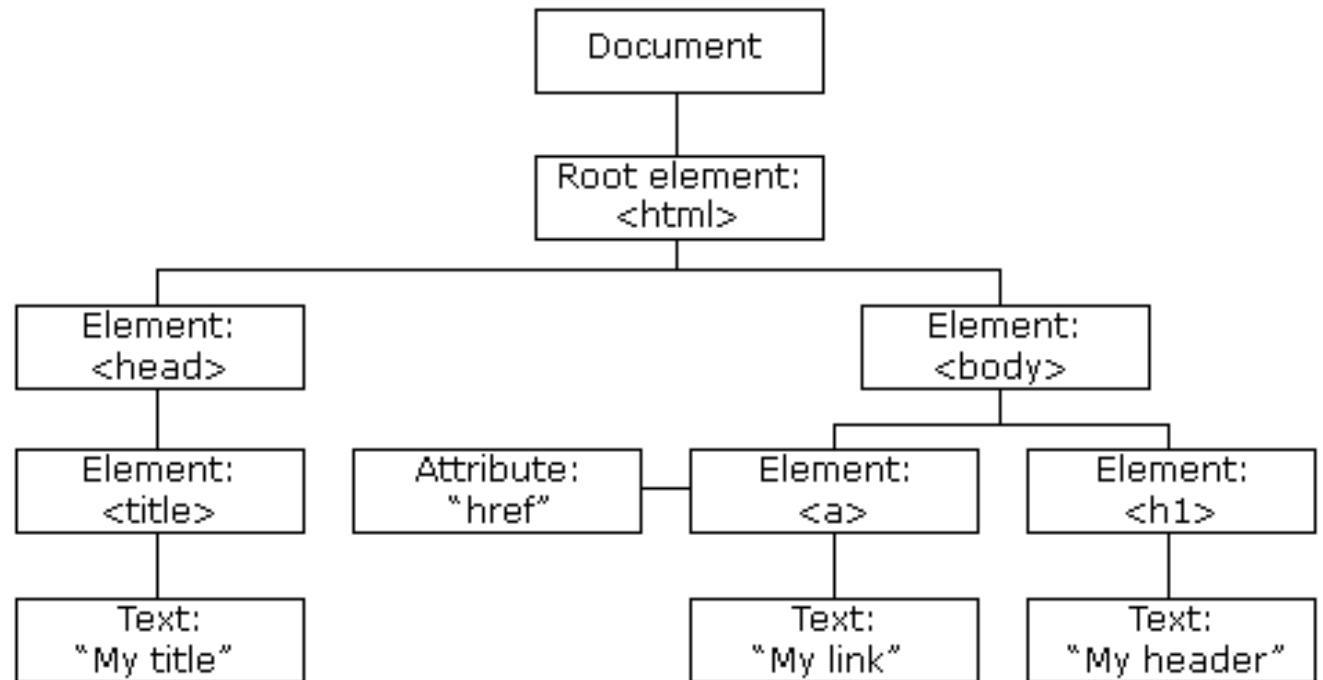 Document
Root element:
<html>
Element:
<head>
Element:
<body>
Element:
<title>
Attribute:
“href”
Element:
<a>
Element:
<h1>
Text:
“My title”
Text:
“My link”
Text:
“My header”